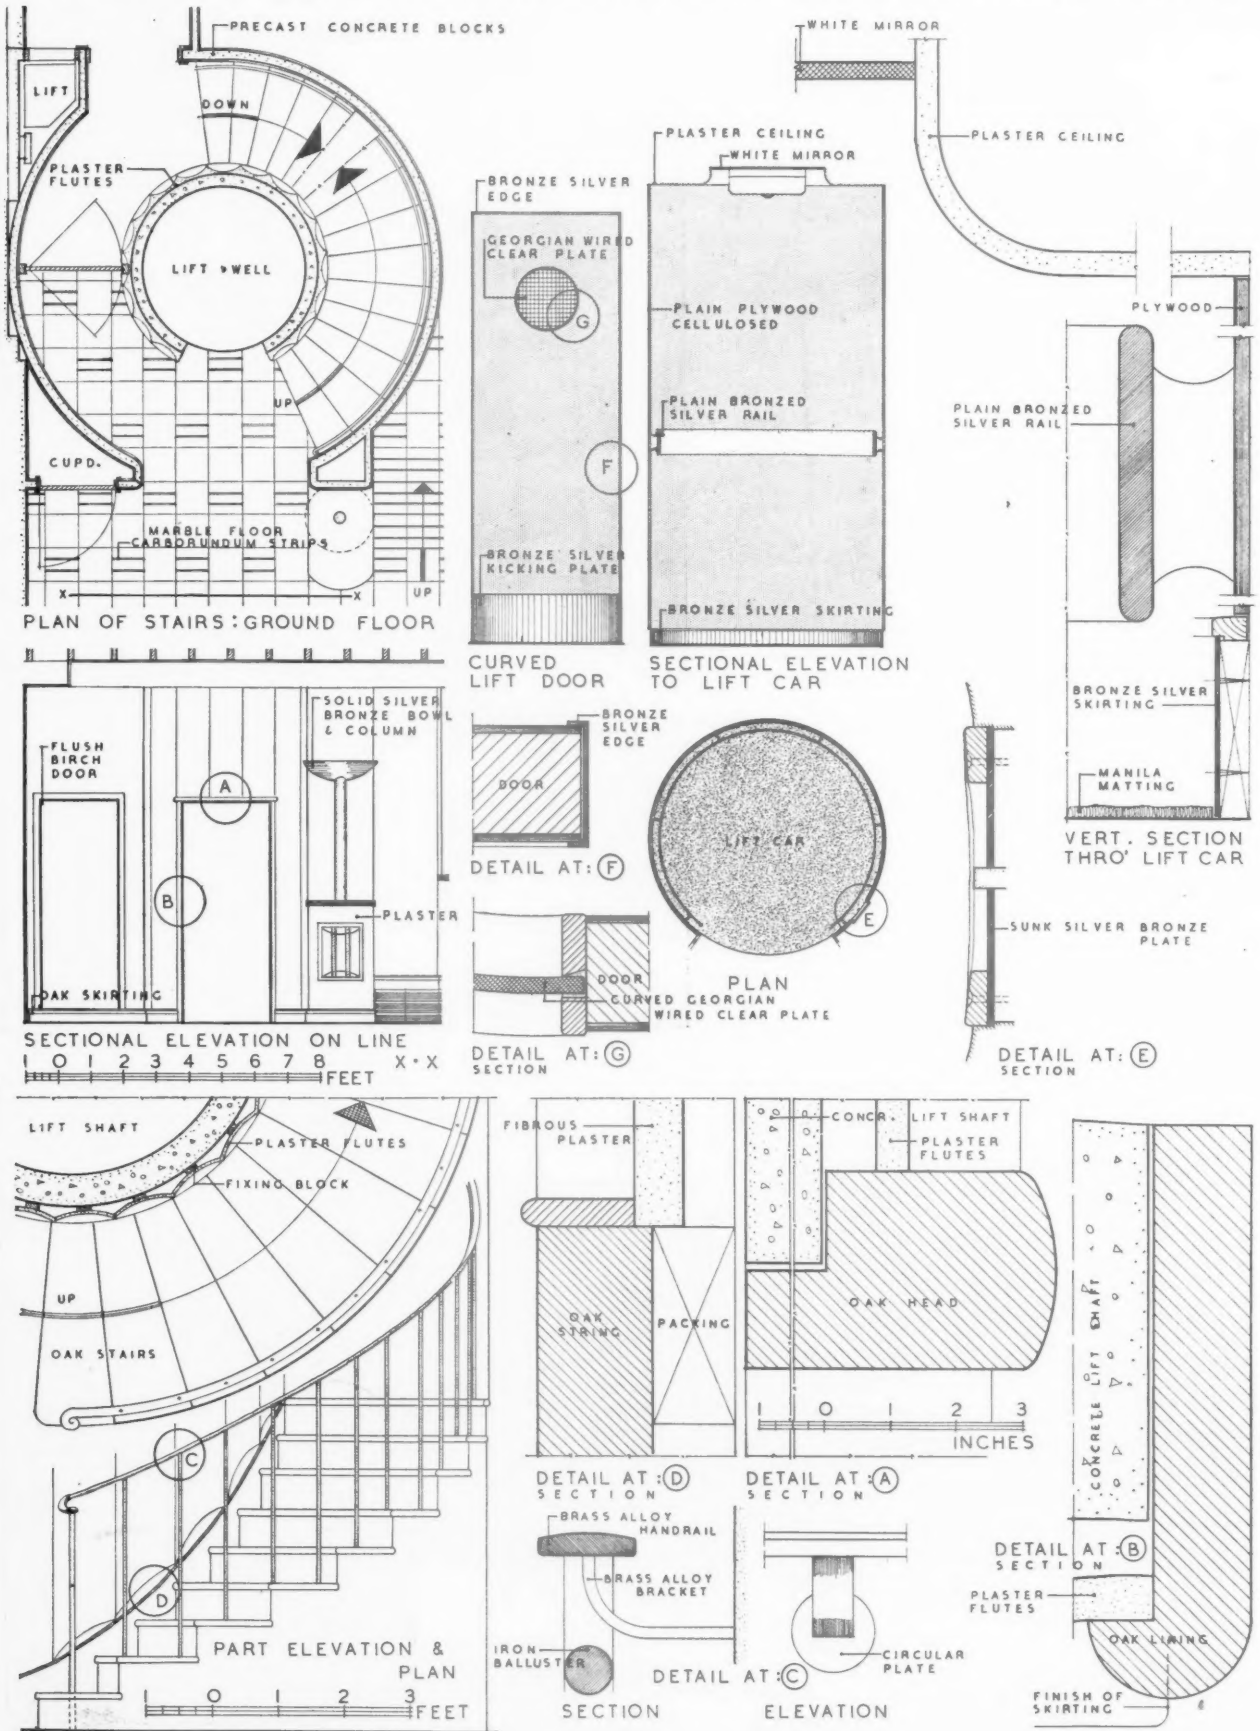 PRECAST CONCRETE BLOCKS
LIFT
DOWN
PLASTER
FLUTES
LIFT WELL
UP
CUPD.
MARBLE FLOOR
CARBORUNDUM STRIPS
X X
UP
PLAN OF STAIRS : GROUND FLOOR
BRONZE SILVER
EDGE
GEORGIAN WIRED
CLEAR PLATE
G
F
BRONZE SILVER
KICKING PLATE
CURVED
LIFT DOOR
PLASTER CEILING
WHITE MIRROR
PLAIN PLYWOOD
CELLULOSED
PLAIN BRONZED
SILVER RAIL
BRONZE SILVER SKIRTING
SECTIONAL ELEVATION
TO LIFT CAR
WHITE MIRROR
PLASTER CEILING
PLYWOOD
PLAIN BRONZED
SILVER RAIL
BRONZE SILVER
SKIRTING
MANILA
MATTING
VERT. SECTION
THRO' LIFT CAR
SOLID SILVER
BRONZE BOWL
& COLUMN
FLUSH
BIRCH
DOOR
A
B
PLASTER
OAK SKIRTING
SECTIONAL ELEVATION ON LINE
X · X
1 0 1 2 3 4 5 6 7 8
FEET
BRONZE
SILVER
EDGE
DOOR
DETAIL AT: F
DOOR
CURVED GEORGIAN
WIRED CLEAR PLATE
DETAIL AT: G
SECTION
LIFT CAR
E
PLAN
SUNK SILVER BRONZE
PLATE
DETAIL AT: E
SECTION
LIFT SHAFT
PLASTER FLUTES
FIXING BLOCK
UP
OAK STAIRS
C
D
PART ELEVATION &
PLAN
1 0 1 2 3
FEET
FIBROUS
PLASTER
OAK
STRING
PACKING
DETAIL AT: D
SECTION
CONCR. LIFT SHAFT
PLASTER
FLUTES
OAK HEAD
1 0 1 2 3
INCHES
DETAIL AT: A
SECTION
BRASS ALLOY
HANDRAIL
BRASS ALLOY
BRACKET
IRON
BALLUSTER
DETAIL AT: C
SECTION
CIRCULAR
PLATE
ELEVATION
CONCRETE LIFT SHAFT
DETAIL AT: B
SECTION
PLASTER
FLUTES
OAK LINING
FINISH OF
SKIRTING